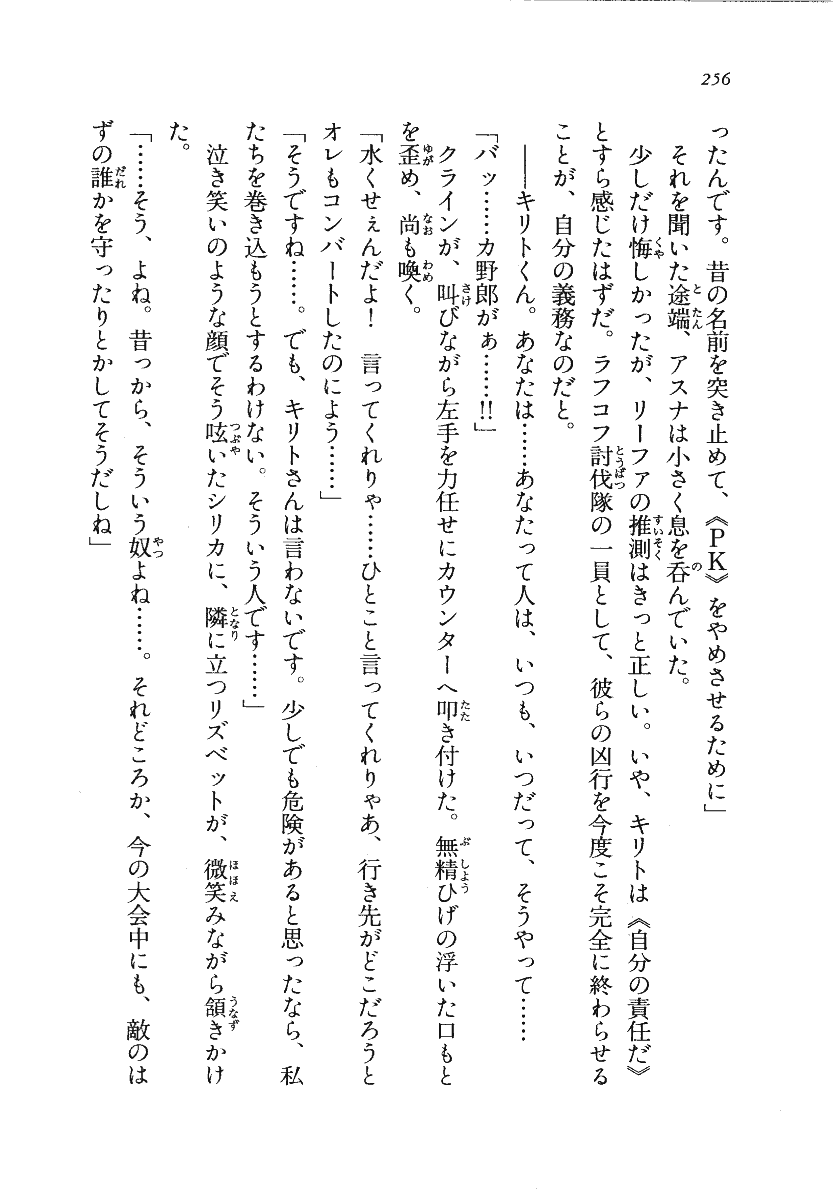 256
ったんです。昔の名前を突き止めて、《PK》をやめさせるために」
それを聞いた途端、アスナは小さく息を呑んでいた。
少しだけ悔しかったが、リーファの推測はきっと正しい。いや、キリトは《自分の責任だ》
とすら感じたはずだ。ラフコフ討伐隊の一員として、彼らの凶行を今度こそ完全に終わらせる
ことが、自分の義務なのだと。
――キリトくん。あなたは……あなたって人は、いつも、いつだって、そうやって……
「バッ……カ野郎がぁ……!!」
クラインが、叫びながら左手を力任せにカウンターへ叩き付けた。無精ひげの浮いた口もと
を歪め、尚も喚く。
「水くせぇんだよ！　言ってくれりゃ……ひとこと言ってくれりゃあ、行き先がどこだろうと
オレもコンバートしたのによう……」
「そうですね……。でも、キリトさんは言わないです。少しでも危険があると思ったなら、私
たちを巻き込もうとするわけない。そういう人です……」
泣き笑いのような顔でそう呟いたシリカに、隣に立つリズベットが、微笑みながら頷きかけ
た。
「……そう、よね。昔っから、そういう奴よね……。それどころか、今の大会中にも、敵のは
ずの誰かを守ったりとかしてそうだしね」